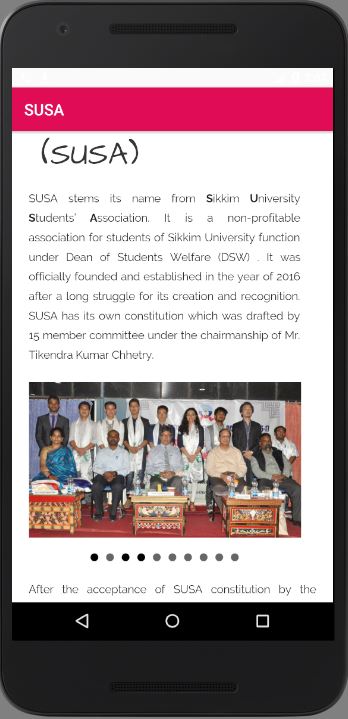 SUSA
(SUSA)
SUSA stems its name from Sikkim University
Students' Association. It is a non-profitable
association for students of Sikkim University function
under Dean of Students Welfare (DSW) . It was
officially founded and established in the year of 2016
after a long struggle for its creation and recognition.
SUSA has its own constitution which was drafted by
15 member committee under the chairmanship of Mr.
Tikendra Kumar Chhetry.
After the acceptance of SUSA constitution by the